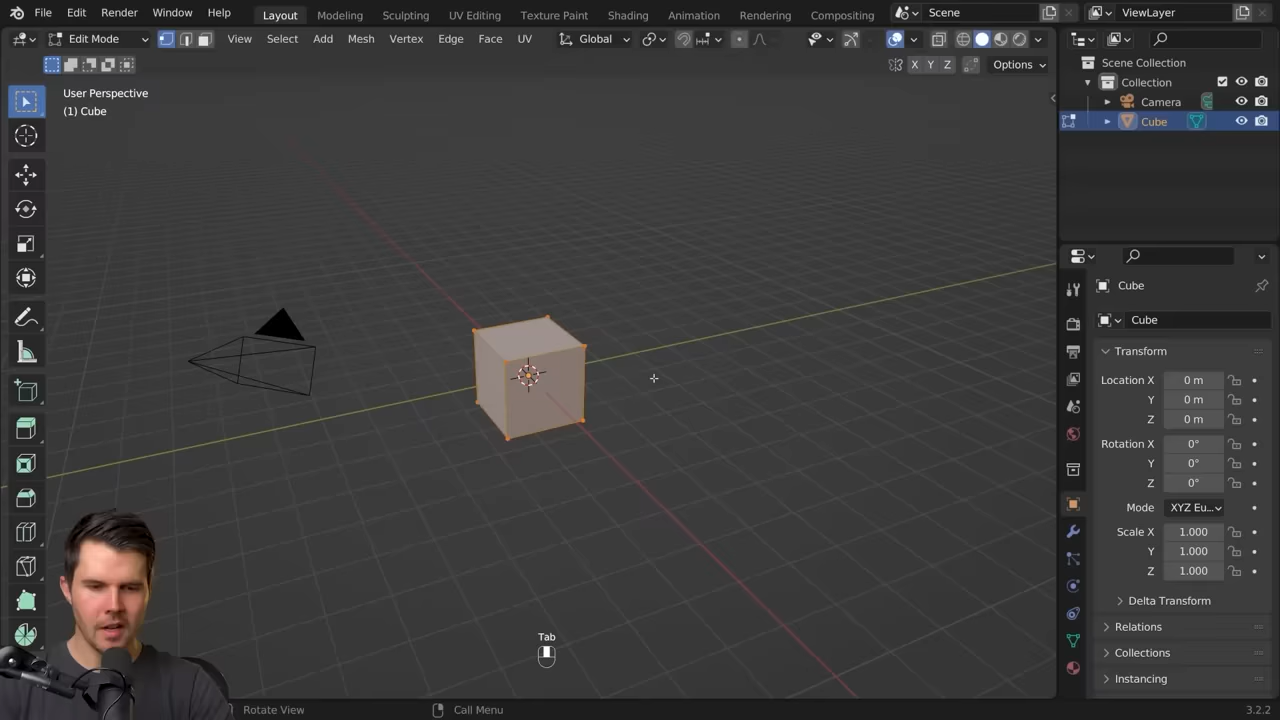 File Edit Render Window Help Layout Modeling Sculpting UV Editing Texture Paint Shading Animation Rendering Compositing Scene ViewLayer
Edit Mode View Select Add Mesh Vertex Edge Face UV Global
X Y Z Options
User Perspective
(1) Cube
Scene Collection
Collection
Camera
Cube
Cube
Cube
Transform
Location X 0 m
Y 0 m
Z 0 m
Rotation X 0°
Y 0°
Z 0°
Mode XYZ Eu...
Scale X 1.000
Y 1.000
Z 1.000
Delta Transform
Relations
Collections
Instancing
Tab
Rotate View Call Menu 3.2.2